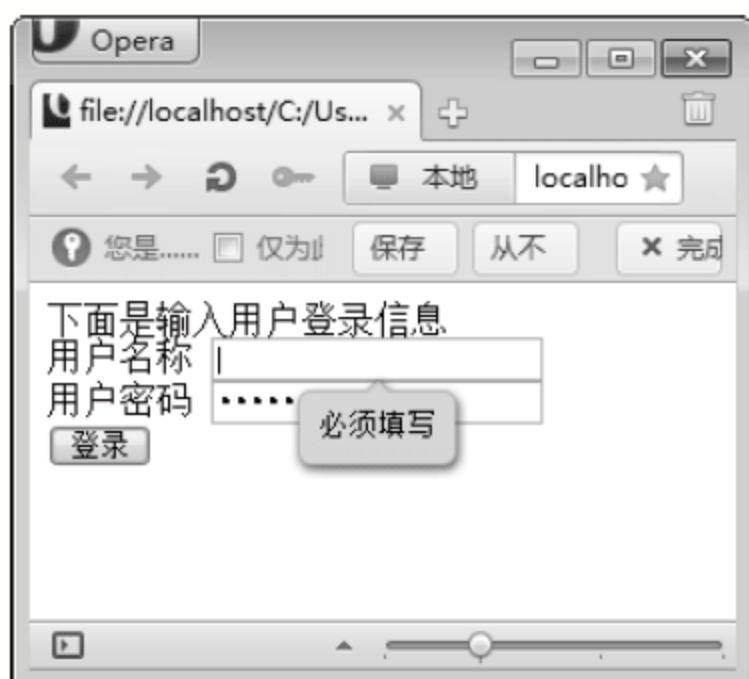 Opera
file://localhost/C:/Us...
本地 localho
您是...... 仅为 保存 从不 完成
下面是输入用户登录信息
用户名称
用户密码 •••••
必须填写
登录